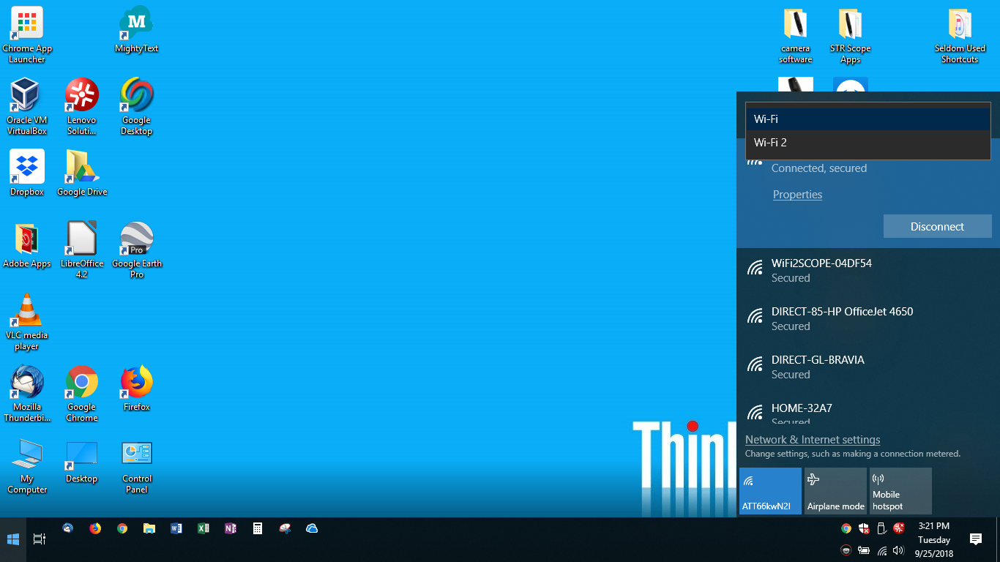 Chrome App
Launcher
MightyText
camera
software
STR Scope
Apps
Seldom Used
Shortcuts
Oracle VM
VirtualBox
Lenovo
Soluti...
Google
Desktop
Dropbox
Google Drive
Adobe Apps
LibreOffice
4.2
Pro
Google Earth
Pro
VLC media
player
Mozilla
Thunderbi...
Google
Chrome
Firefox
My
Computer
Desktop
Control
Panel
Think
Wi-Fi
Wi-Fi 2
Connected, secured
Properties
Disconnect
WiFi2SCOPE-04DF54
Secured
DIRECT-85-HP OfficeJet 4650
Secured
DIRECT-GL-BRAVIA
Secured
HOME-32A7
Secured
Network & Internet settings
Change settings, such as making a connection metered.
ATT66kwN2I
Airplane mode
Mobile
hotspot
3:21 PM
Tuesday
9/25/2018